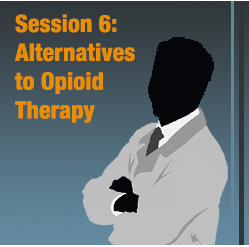 Session 6:
Alternatives
to Opioid
Therapy